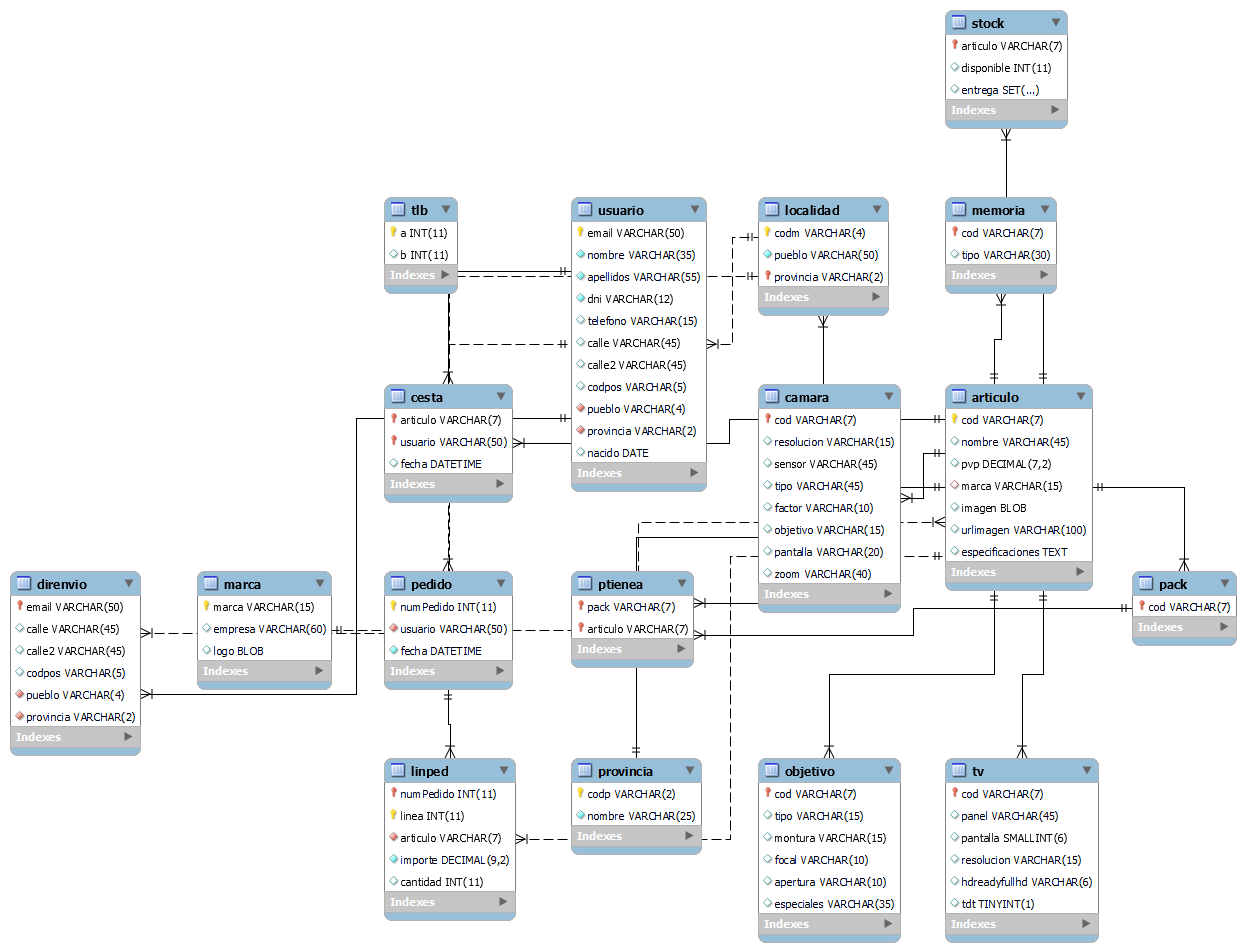 stock
articulo VARCHAR(7)
disponible INT(11)
entrega SET(...)
Indexes
tlb
a INT(11)
b INT(11)
Indexes
usuario
email VARCHAR(50)
nombre VARCHAR(35)
apellidos VARCHAR(55)
dni VARCHAR(12)
telefono VARCHAR(15)
calle VARCHAR(45)
calle2 VARCHAR(45)
codpos VARCHAR(5)
pueblo VARCHAR(4)
provincia VARCHAR(2)
nacido DATE
Indexes
localidad
codm VARCHAR(4)
pueblo VARCHAR(50)
provincia VARCHAR(2)
Indexes
memoria
cod VARCHAR(7)
tipo VARCHAR(30)
Indexes
cesta
articulo VARCHAR(7)
usuario VARCHAR(50)
fecha DATETIME
Indexes
camara
cod VARCHAR(7)
resolucion VARCHAR(15)
sensor VARCHAR(45)
tipo VARCHAR(45)
factor VARCHAR(10)
objetivo VARCHAR(15)
pantalla VARCHAR(20)
zoom VARCHAR(40)
Indexes
articulo
cod VARCHAR(7)
nombre VARCHAR(45)
pvp DECIMAL(7,2)
marca VARCHAR(15)
imagen BLOB
urlimagen VARCHAR(100)
especificaciones TEXT
Indexes
direnvio
email VARCHAR(50)
calle VARCHAR(45)
calle2 VARCHAR(45)
codpos VARCHAR(5)
pueblo VARCHAR(4)
provincia VARCHAR(2)
Indexes
marca
marca VARCHAR(15)
empresa VARCHAR(60)
logo BLOB
Indexes
pedido
numPedido INT(11)
usuario VARCHAR(50)
fecha DATETIME
Indexes
ptienea
pack VARCHAR(7)
articulo VARCHAR(7)
Indexes
pack
cod VARCHAR(7)
Indexes
linped
numPedido INT(11)
linea INT(11)
articulo VARCHAR(7)
importe DECIMAL(9,2)
cantidad INT(11)
Indexes
provincia
codp VARCHAR(2)
nombre VARCHAR(25)
Indexes
objetivo
cod VARCHAR(7)
tipo VARCHAR(15)
montura VARCHAR(15)
focal VARCHAR(10)
apertura VARCHAR(10)
especiales VARCHAR(35)
Indexes
tv
cod VARCHAR(7)
panel VARCHAR(45)
pantalla SMALLINT(6)
resolucion VARCHAR(15)
hdreadyfullhd VARCHAR(6)
tdt TINYINT(1)
Indexes